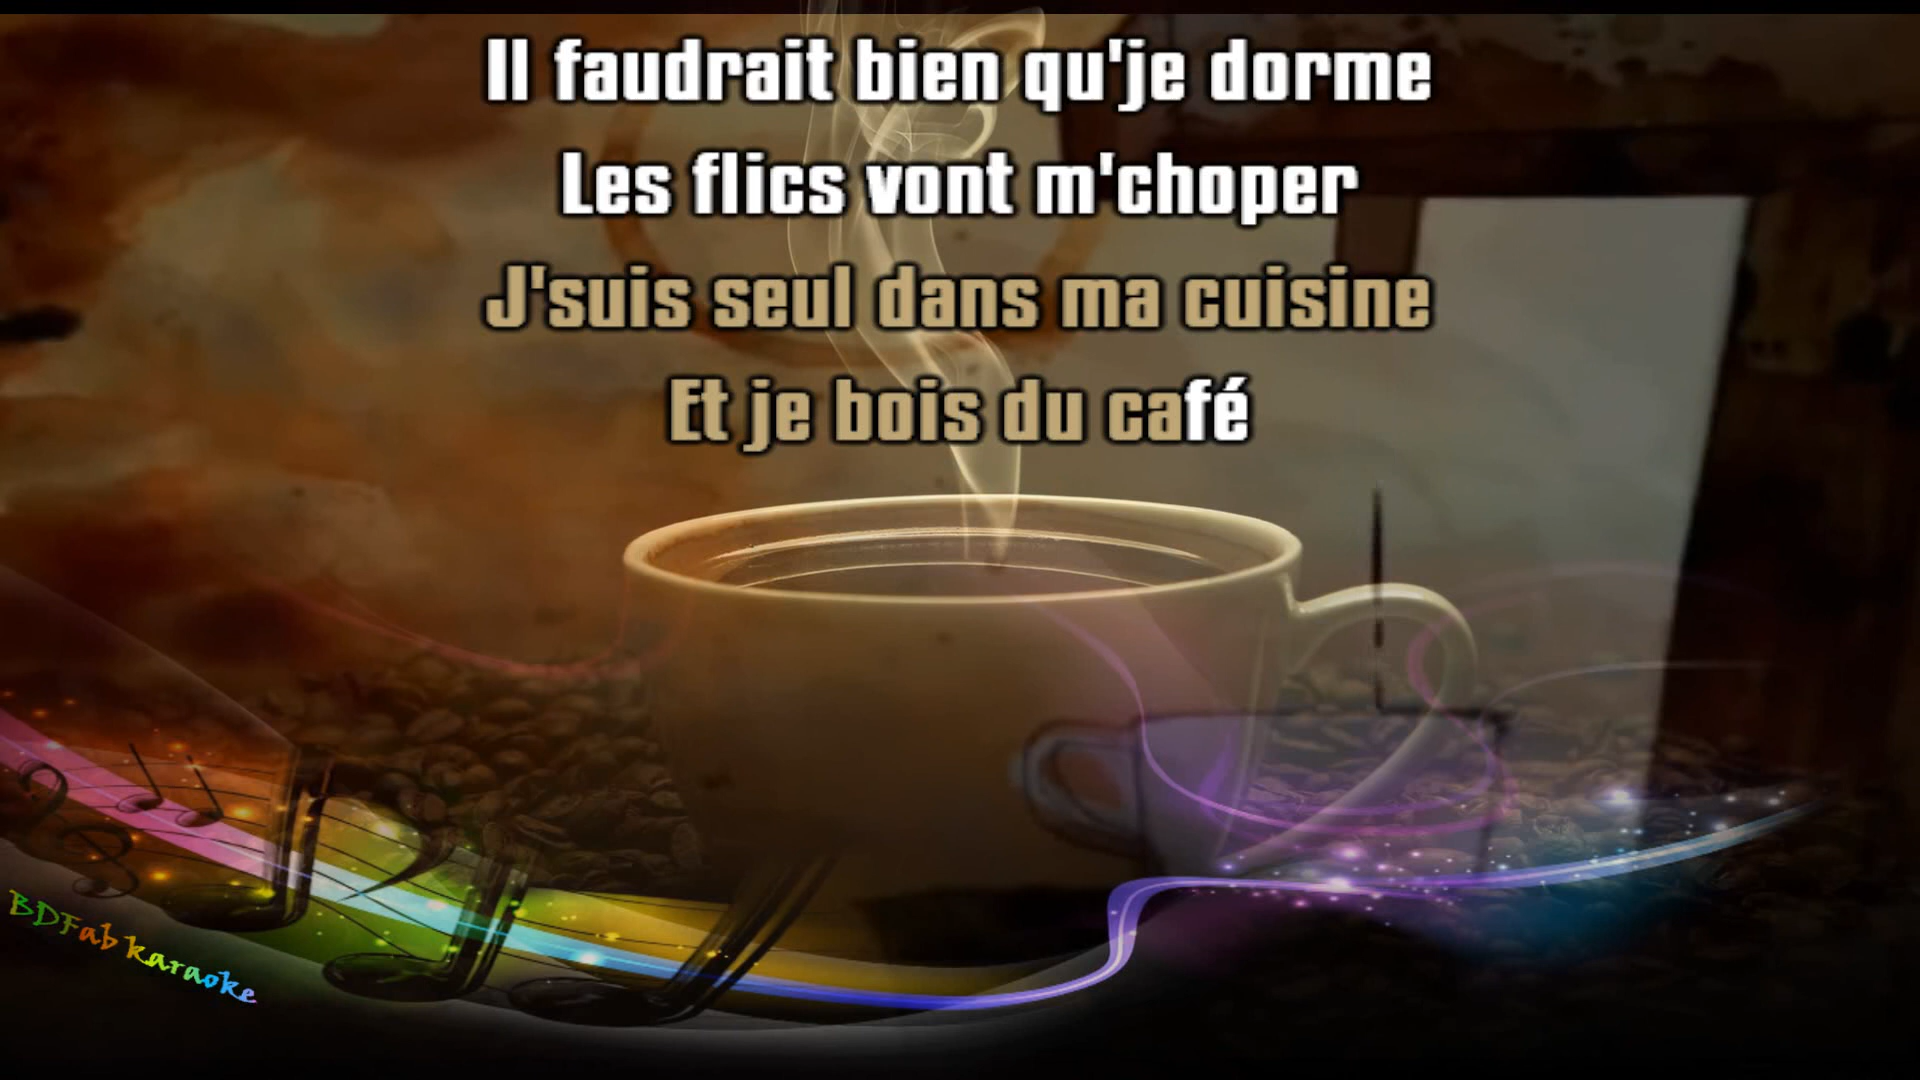 Il faudrait bien qu'je dorme
Les flics vont m'choper
J'suis seul dans ma cuisine
Et je bois du café
BDFab karaoke